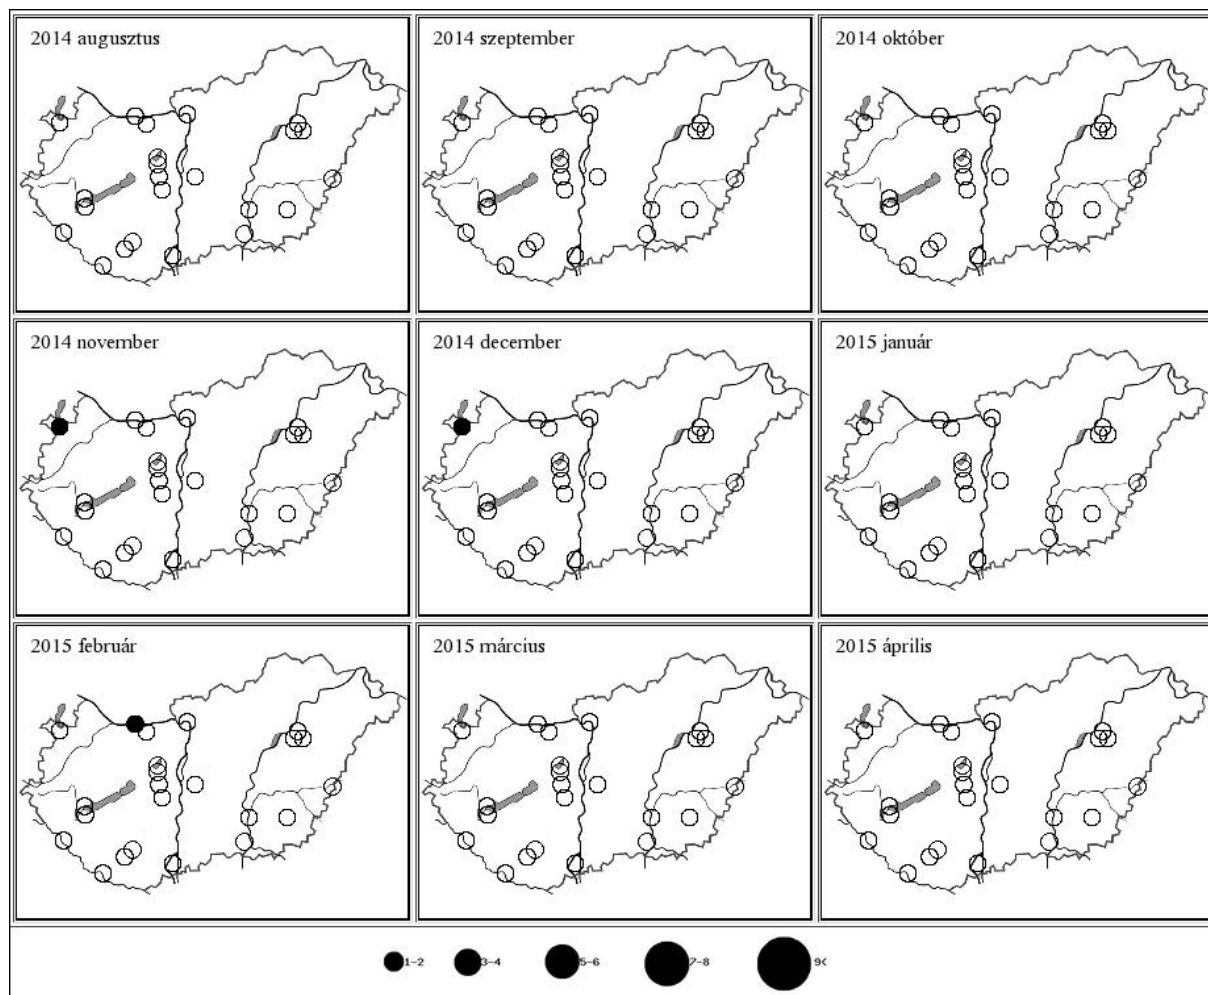 2014 augusztus
2014 szeptember
2014 október
2014 november
2014 december
2015 január
2015 február
2015 március
2015 április
1-2
3-4
5-6
7-8
9<